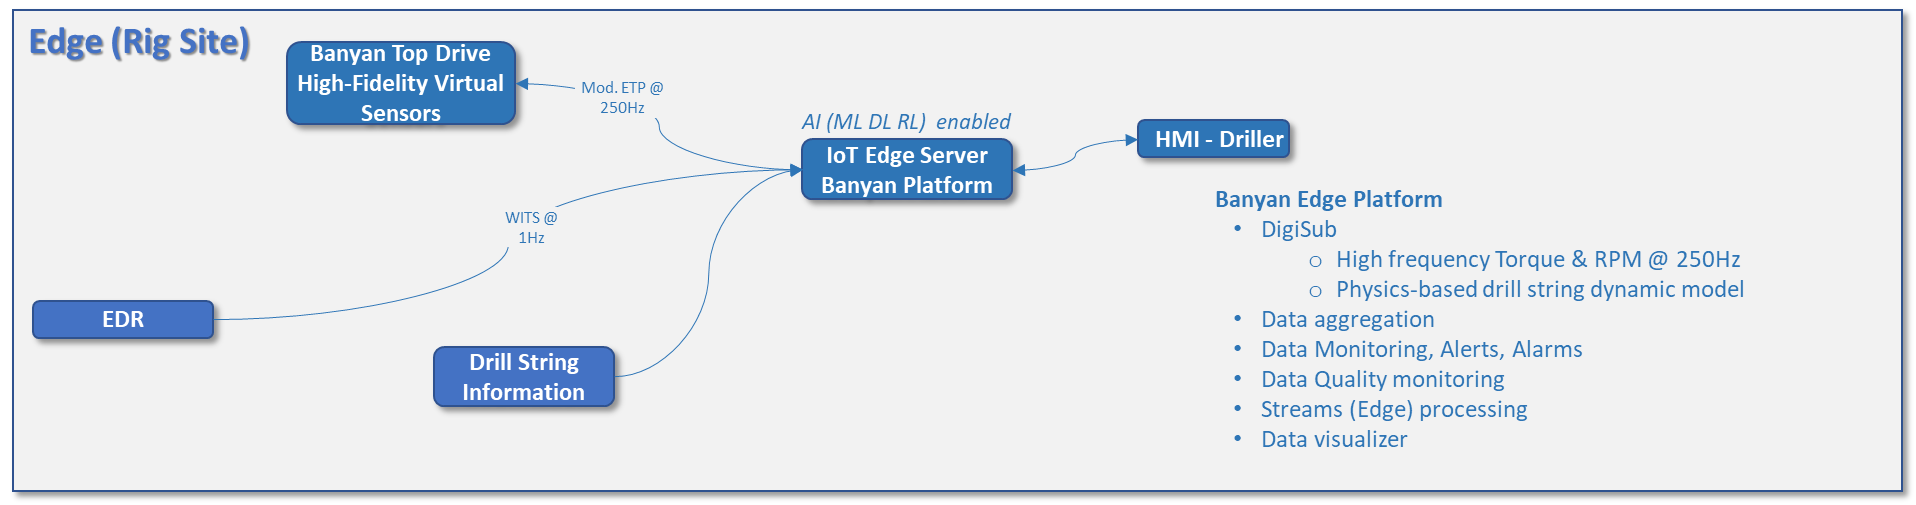 Edge (Rig Site)
Banyan Top Drive
High-Fidelity Virtual
Sensors
Mod. ETP @
250Hz
AI (ML DL RL)  enabled
IoT Edge Server
Banyan Platform
HMI - Driller
WITS @
1Hz
EDR
Drill String
Information
Banyan Edge Platform
• DigiSub
o High frequency Torque & RPM @ 250Hz
o Physics-based drill string dynamic model
• Data aggregation
• Data Monitoring, Alerts, Alarms
• Data Quality monitoring
• Streams (Edge) processing
• Data visualizer